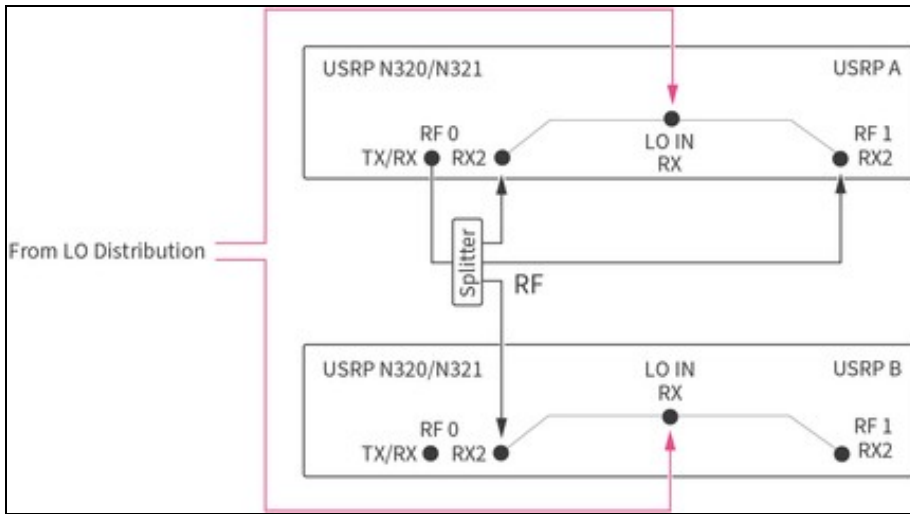 USRP N320/N321
USRP A
RF 0
TX/RX
RX2
LO IN
RX
RF 1
RX2
From LO Distribution
Splitter
RF
USRP N320/N321
LO IN
RX
USRP B
RF 0
TX/RX
RX2
RF 1
RX2